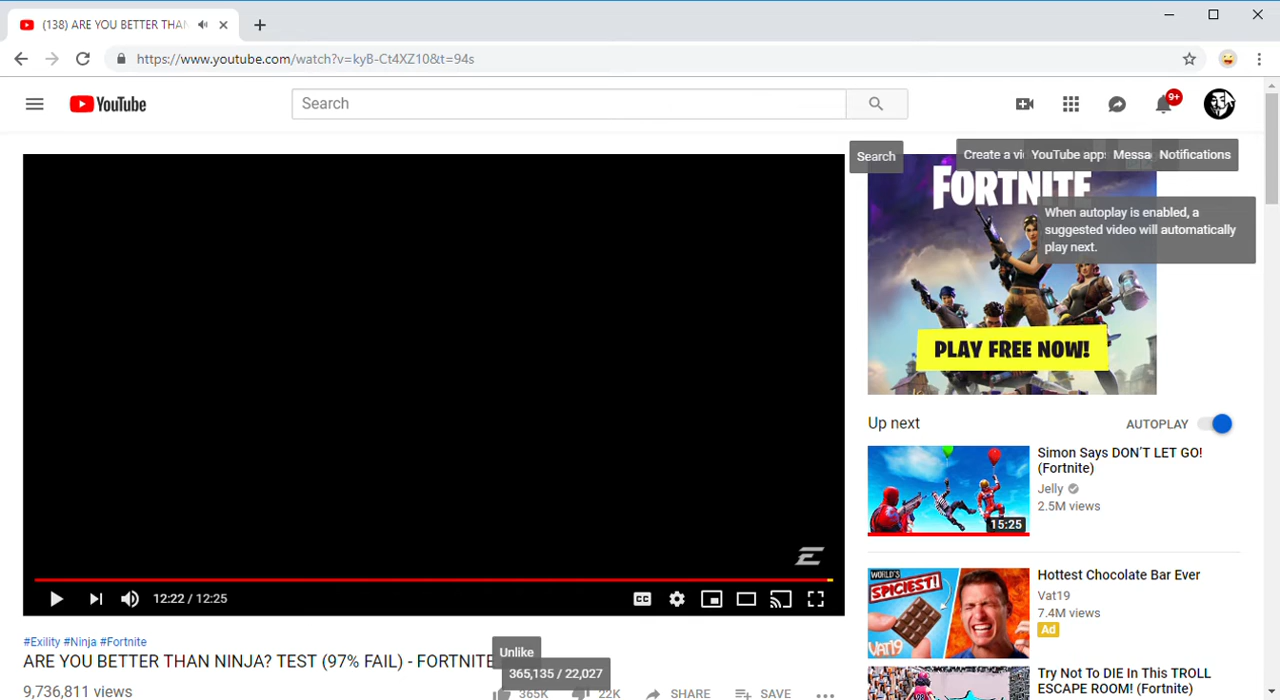 (138) ARE YOU BETTER THAN
https://www.youtube.com/watch?v=kyB-Ct4XZ10&t=94s
YouTube
Search
9+
Search
Create a vi
YouTube apps
Messa
Notifications
FORTNITE
When autoplay is enabled, a
suggested video will automatically
play next.
PLAY FREE NOW!
Up next
AUTOPLAY
Simon Says DON'T LET GO!
(Fortnite)
Jelly
2.5M views
15:25
E
12:22 / 12:25
CC
WORLD'S
SPICIEST!
VAT19
Hottest Chocolate Bar Ever
Vat19
7.4M views
Ad
#Exility #Ninja #Fortnite
ARE YOU BETTER THAN NINJA? TEST (97% FAIL) - FORTNITE
Unlike
365,135 / 22,027
9,736,811 views
365K
22K
SHARE
SAVE
Try Not To DIE In This TROLL
ESCAPE ROOM! (Fortnite)